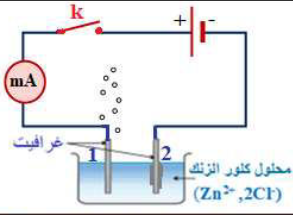 k
+ -
mA
غرافيت
1 2
محلول كلور الزنك
(Zn²⁺,2Cl⁻)